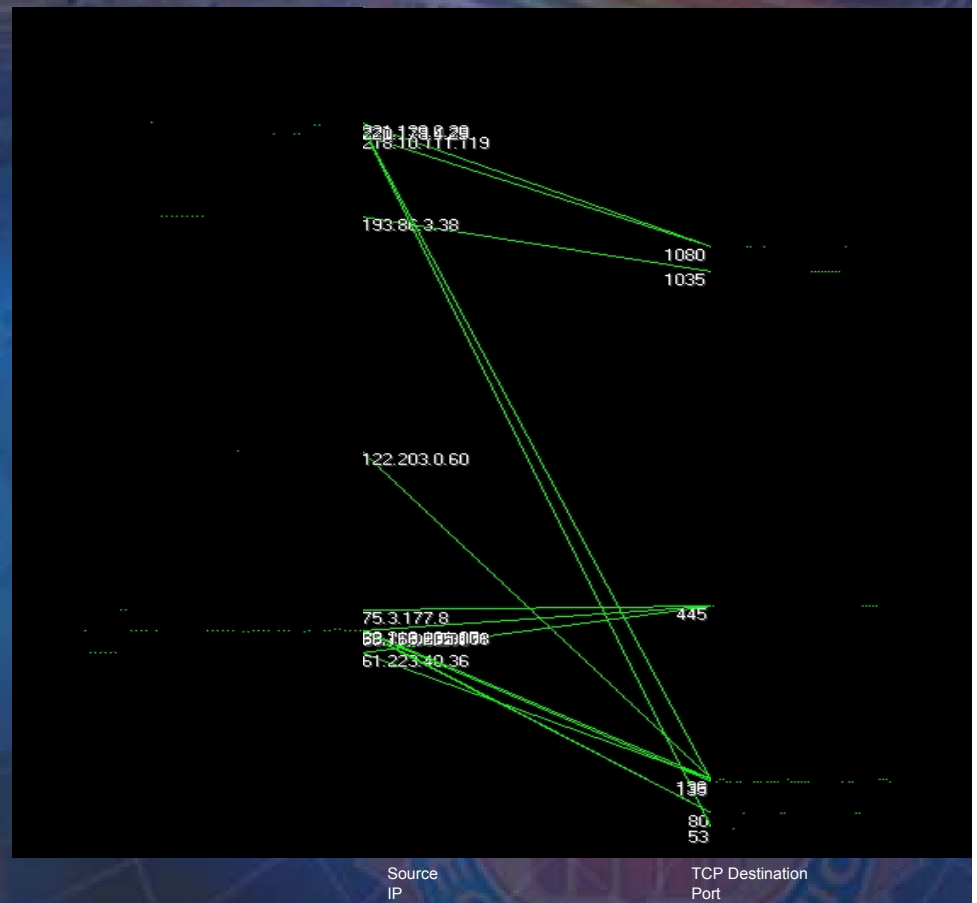 218.10.111.119
193.86.3.38
1080
1035
122.203.0.60
75.3.177.8
445
61.223.40.36
80
53
Source
IP
TCP Destination
Port